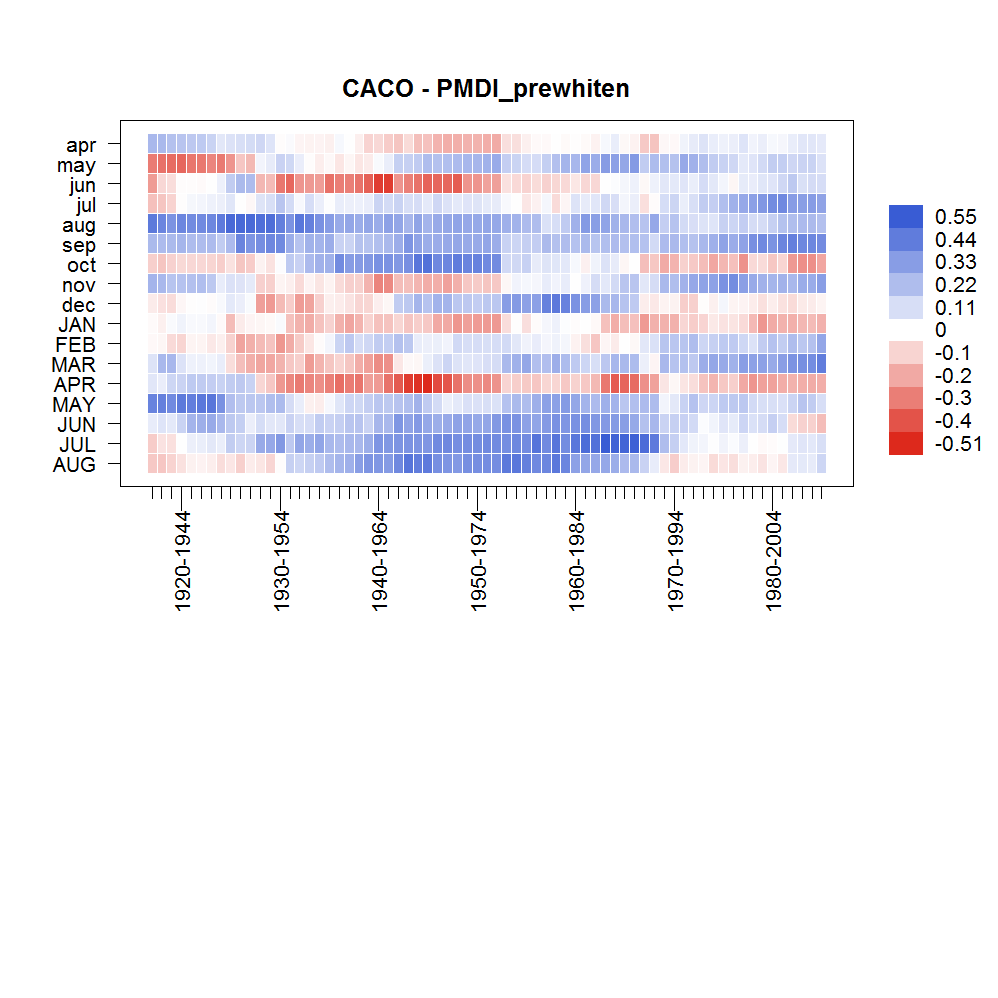 CACO - PMDI_prewhiten
apr
may
jun
jul
aug
sep
oct
nov
dec
JAN
FEB
MAR
APR
MAY
JUN
JUL
AUG
0.55
0.44
0.33
0.22
0.11
0
-0.1
-0.2
-0.3
-0.4
-0.51
1920-1944
1930-1954
1940-1964
1950-1974
1960-1984
1970-1994
1980-2004